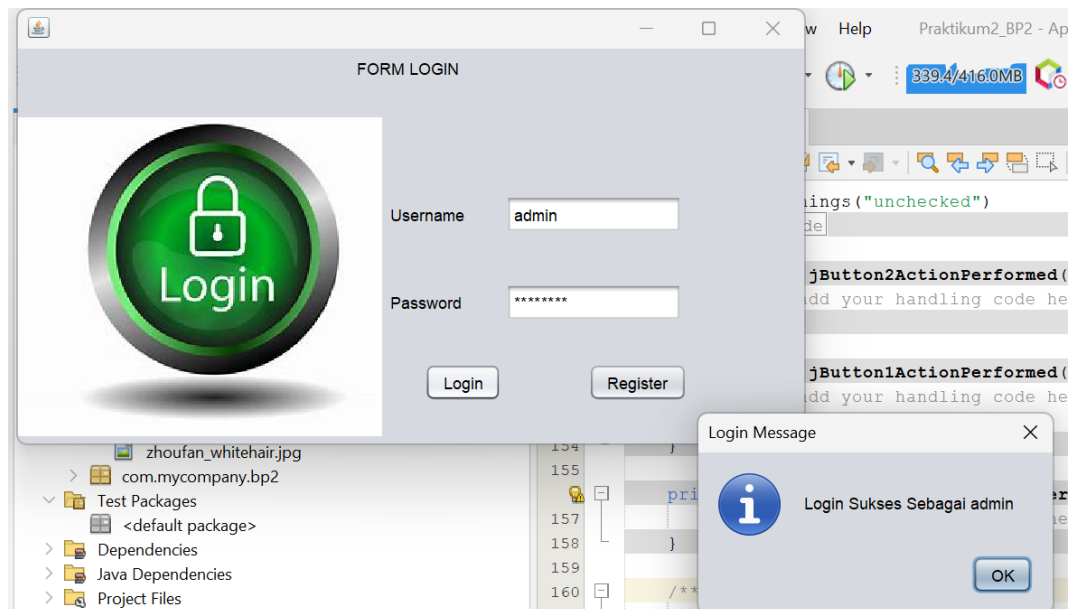 w Help Praktikum2_BP2 - Ap
FORM LOGIN
339.4/416.0MB
Login
Username admin
Password ********
Login Register
ings("unchecked")
de
jButton2ActionPerformed(
add your handling code he
jButton1ActionPerformed(
add your handling code he
Login Message
Login Sukses Sebagai admin
OK
zhoufan_whitehair.jpg
com.mycompany.bp2
Test Packages
<default package>
Dependencies
Java Dependencies
Project Files
154 }
155
pri
157
158 }
159
160 /**